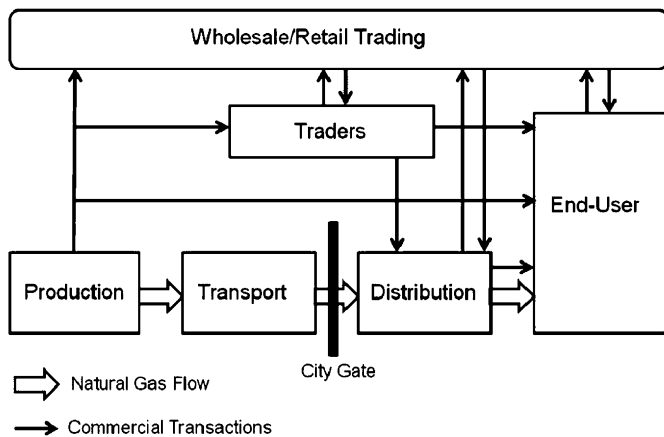 Wholesale/Retail Trading
Traders
End-User
Production
Transport
Distribution
City Gate
Natural Gas Flow
Commercial Transactions